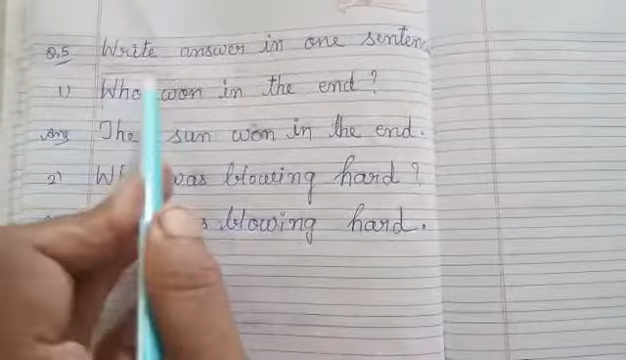 Q.5 Write answer in one senten
1) Who won in the end ?
Ans The sun won in the end.
2) was blowing hard ?
blowing hard.